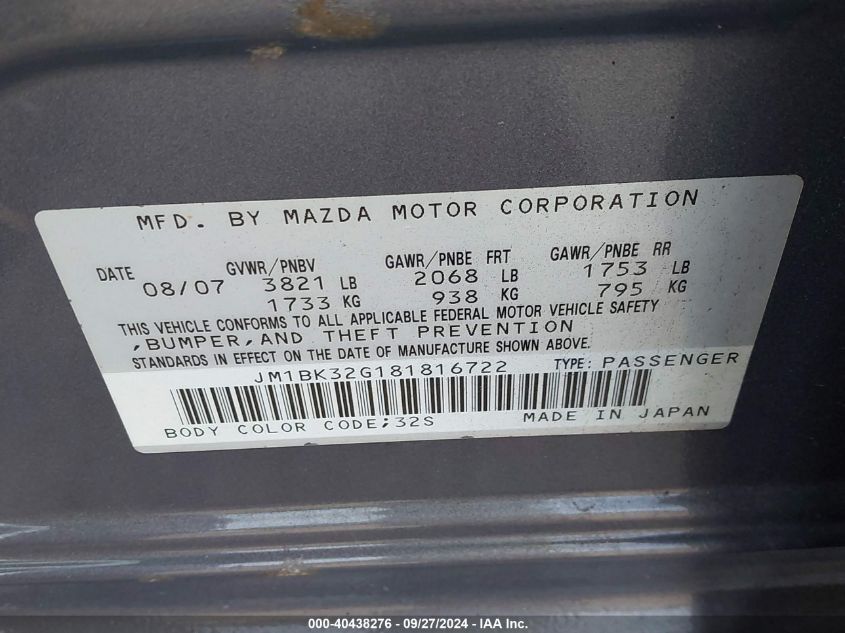 MFD. BY MAZDA MOTOR CORPORATION
DATE 08/07 GVWR/PNBV 3821 LB GAWR/PNBE FRT 2068 LB GAWR/PNBE RR 1753 LB
1733 KG 938 KG 795 KG
THIS VEHICLE CONFORMS TO ALL APPLICABLE FEDERAL MOTOR VEHICLE SAFETY
,BUMPER,AND THEFT PREVENTION
STANDARDS IN EFFECT ON THE DATE OF MANUFACTURE SHOWN ABOVE.
JM1BK32G181816722 TYPE: PASSENGER
BODY COLOR CODE;32S MADE IN JAPAN
000-40438276 - 09/27/2024 - IAA Inc.